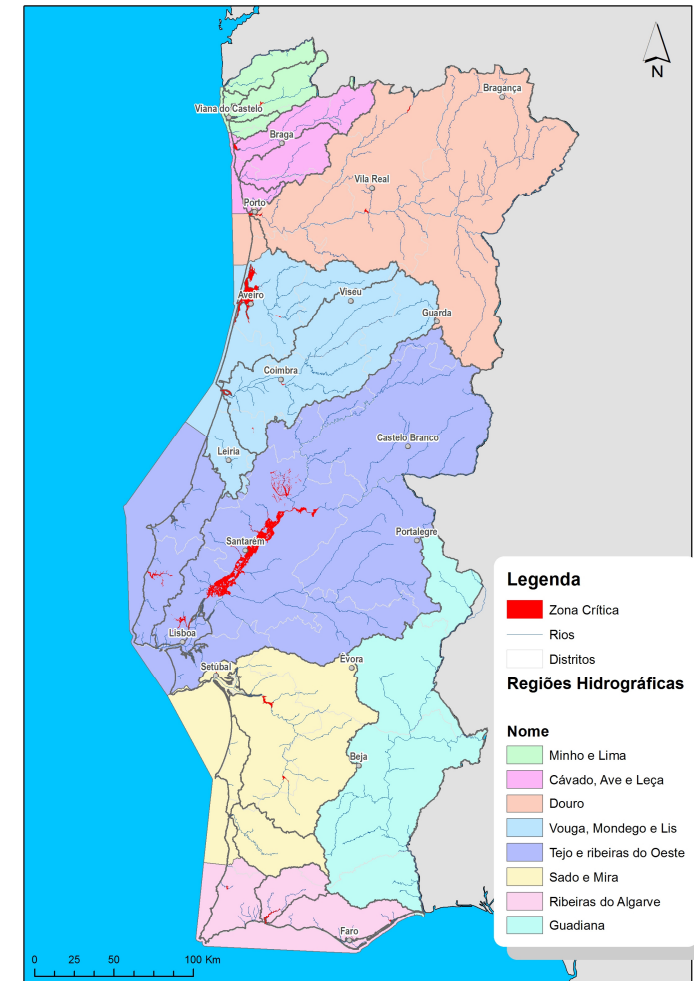 N
Bragança
Viana do Castelo
Braga
Vila Real
Porto
Aveiro
Viseu
Guarda
Coimbra
Castelo Branco
Leiria
Santarém
Portalegre
Lisboa
Setúbal
Évora
Beja
Faro
Legenda
Zona Crítica
Rios
Distritos
Regiões Hidrográficas
Nome
Minho e Lima
Cávado, Ave e Leça
Douro
Vouga, Mondego e Lis
Tejo e ribeiras do Oeste
Sado e Mira
Ribeiras do Algarve
Guadiana
0 25 50 100 Km